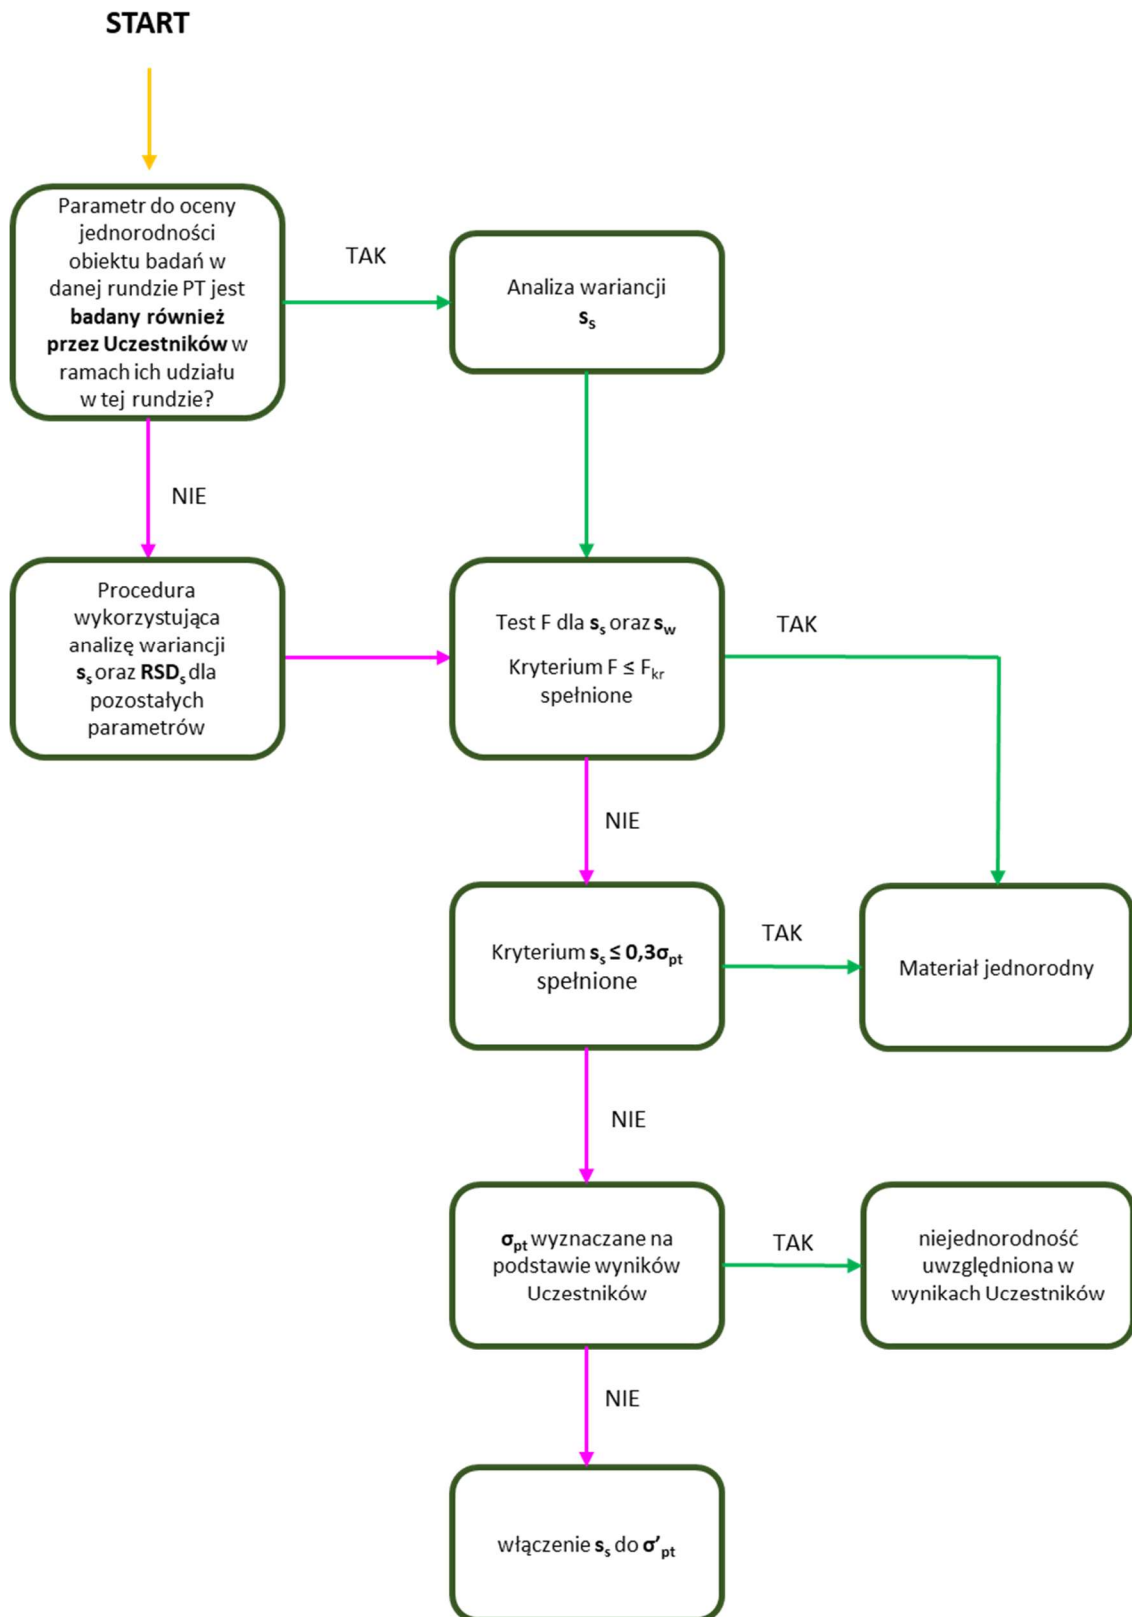 START
Parametr do oceny
jednorodności
obiektu badań w
danej rundzie PT jest
badany również
przez Uczestników w
ramach ich udziału
w tej rundzie?
TAK
Analiza wariancji
sₛ
NIE
Procedura
wykorzystująca
analizę wariancji
sₛ oraz RSDₛ dla
pozostałych
parametrów
Test F dla sₛ oraz s_w
Kryterium F ≤ Fₖᵣ
spełnione
TAK
NIE
Kryterium sₛ ≤ 0,3σₚₜ
spełnione
TAK
Materiał jednorodny
NIE
σₚₜ wyznaczane na
podstawie wyników
Uczestników
TAK
niejednorodność
uwzględniona w
wynikach Uczestników
NIE
włączenie sₛ do σ’ₚₜ